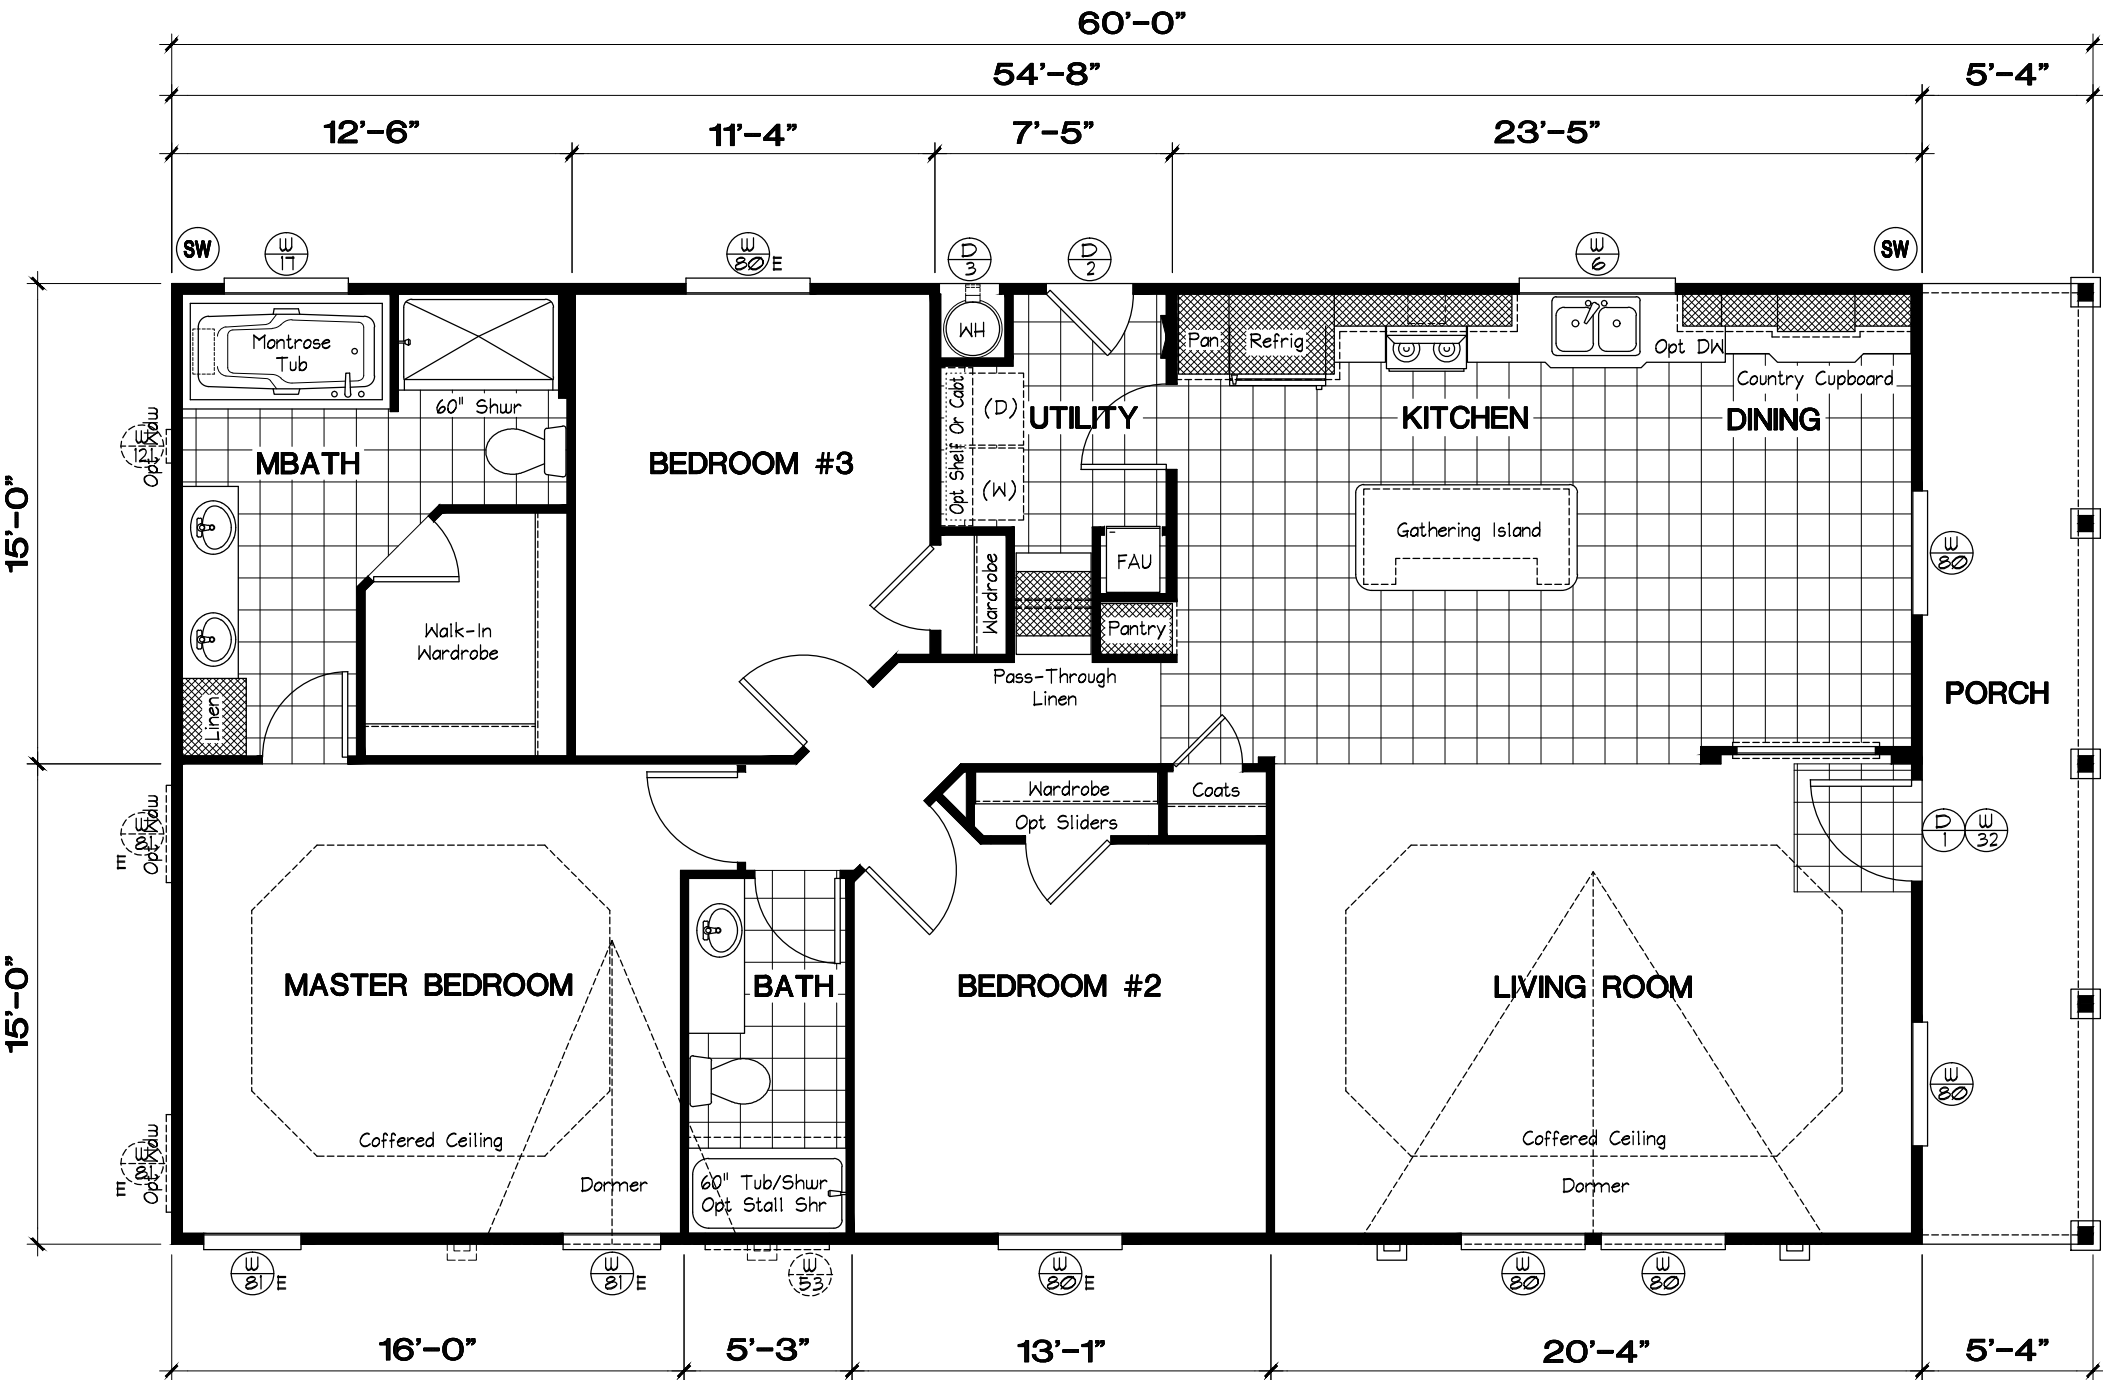 60'-0"
54'-8"
5'-4"
12'-6"
11'-4"
7'-5"
23'-5"
SW
W
17
W
80 E
D
3
D
2
W
6
SW
Montrose
Tub
60" Shwr
WH
Pan
Refrig
Opt DW
Country Cupboard
Opt Wdw
W
121
MBATH
BEDROOM #3
Opt Shelf Or Cabt
(D)
(W)
UTILITY
KITCHEN
DINING
15'-0"
Gathering Island
W
80
FAU
Wardrobe
Pantry
Walk-In
Wardrobe
Linen
Pass-Through
Linen
PORCH
Wardrobe
Opt Sliders
Coats
W
81
E
Opt Wdw
D
1
W
32
15'-0"
MASTER BEDROOM
BATH
BEDROOM #2
LIVING ROOM
W
80
Coffered Ceiling
Dormer
Coffered Ceiling
Dormer
W
81
E
Opt Wdw
60" Tub/Shwr
Opt Stall Shr
W
81 E
W
81 E
W
53
W
80 E
W
80
W
80
16'-0"
5'-3"
13'-1"
20'-4"
5'-4"